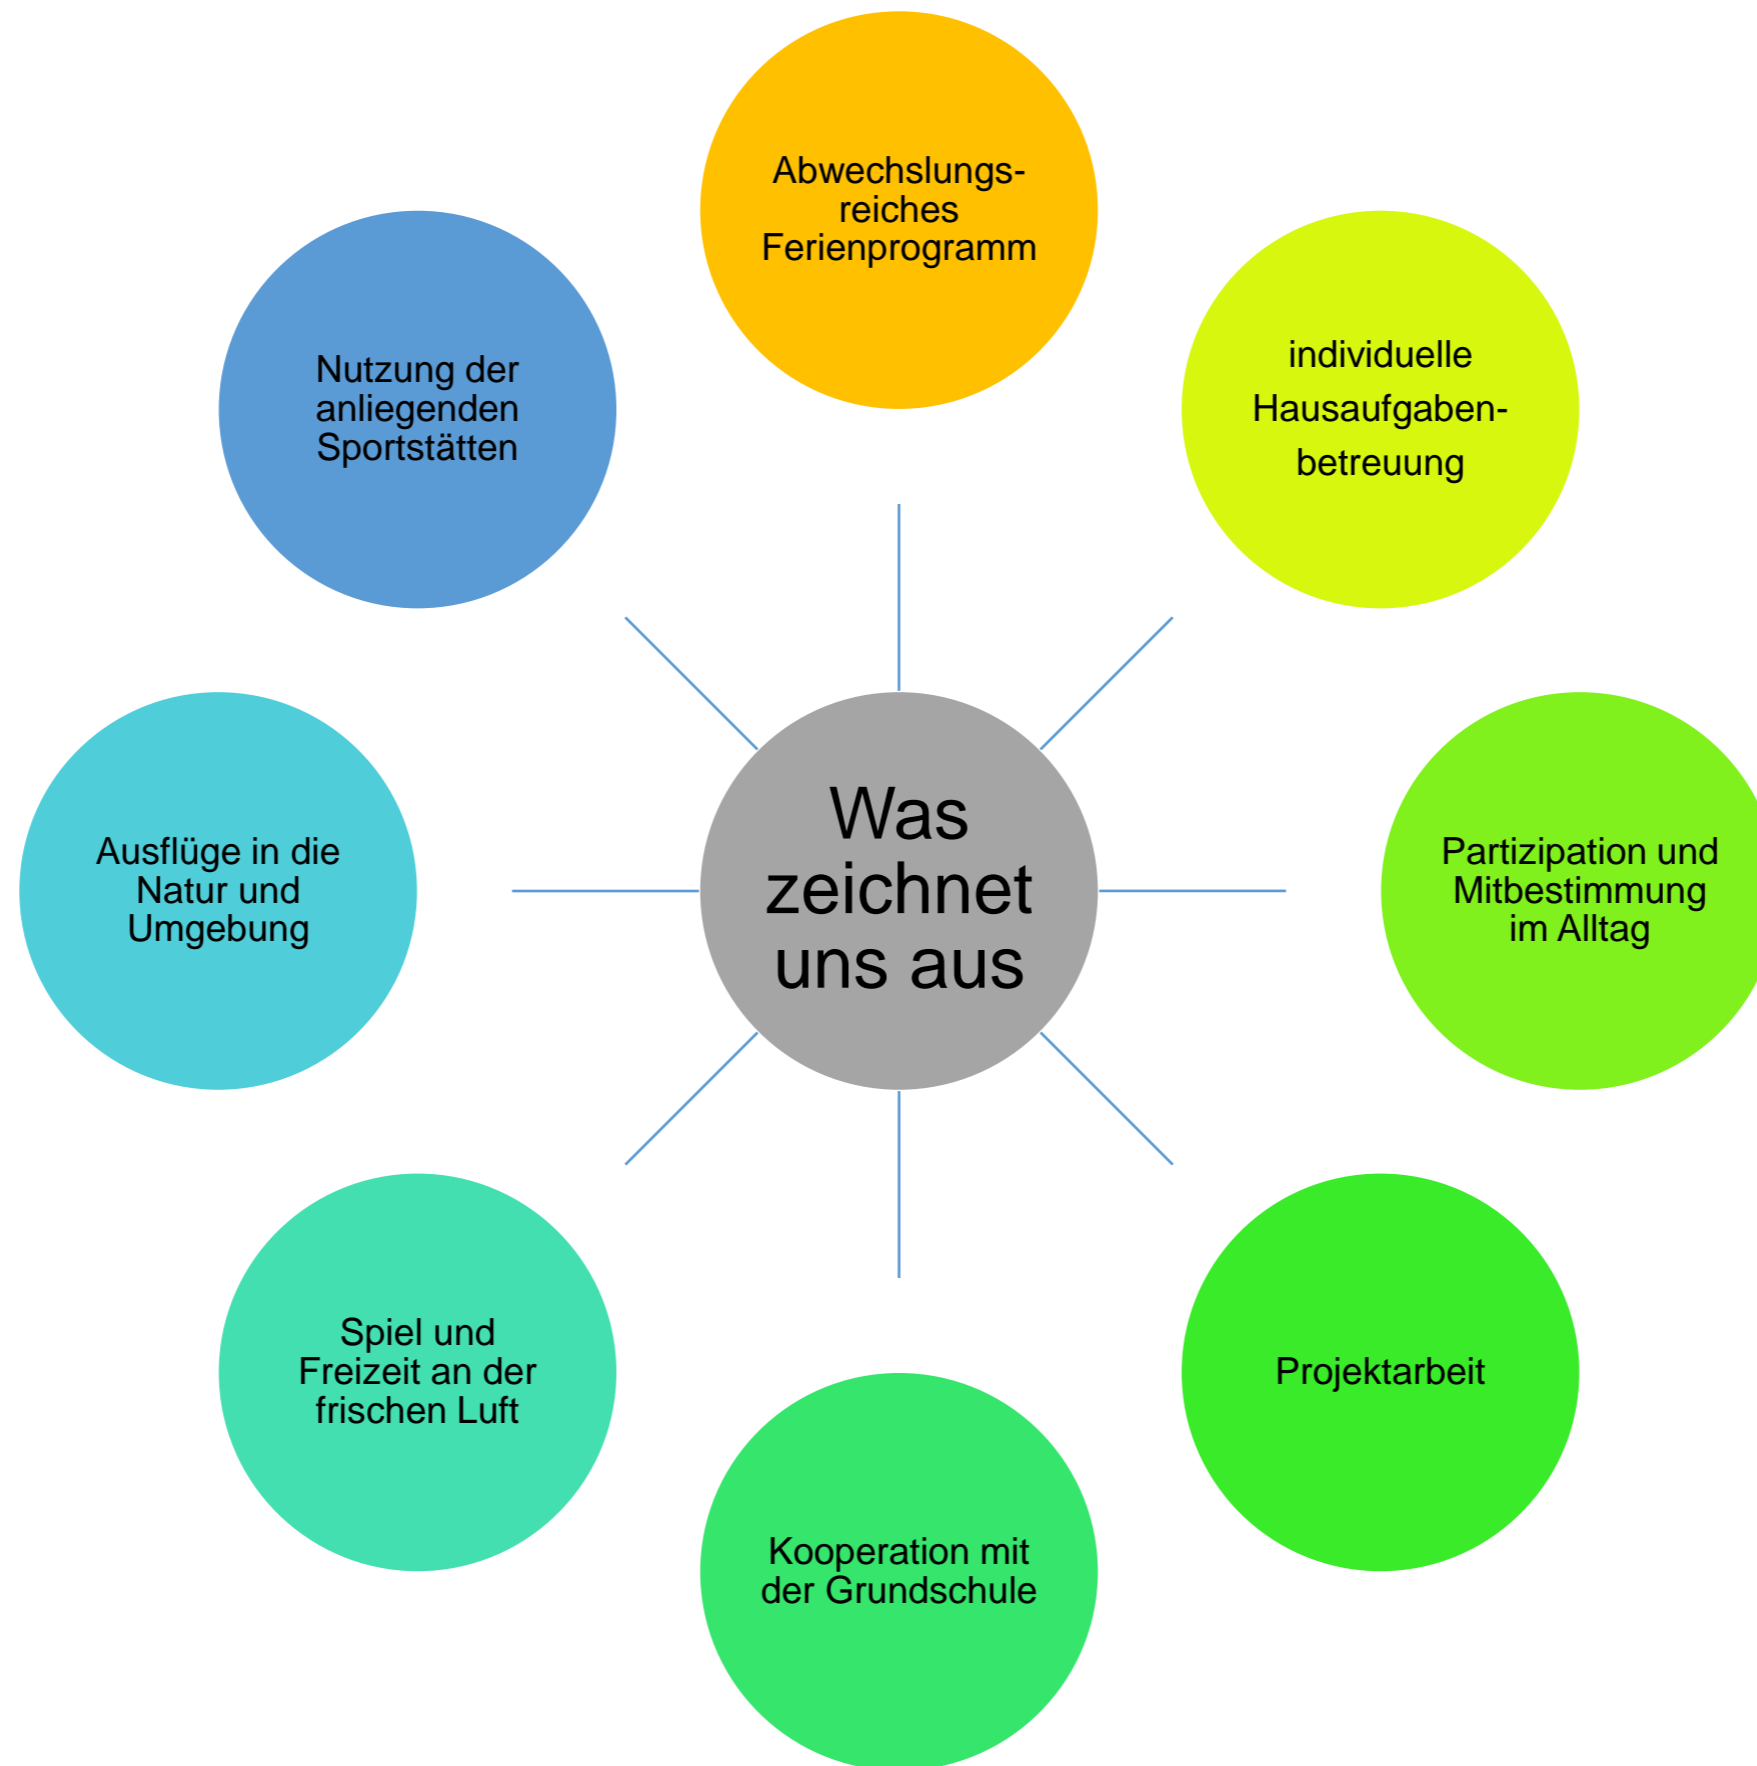 Abwechslungs-
reiches
Ferienprogramm
individuelle
Hausaufgaben-
betreuung
Partizipation und
Mitbestimmung
im Alltag
Projektarbeit
Kooperation mit
der Grundschule
Spiel und
Freizeit an der
frischen Luft
Ausflüge in die
Natur und
Umgebung
Nutzung der
anliegenden
Sportstätten
Was
zeichnet
uns aus